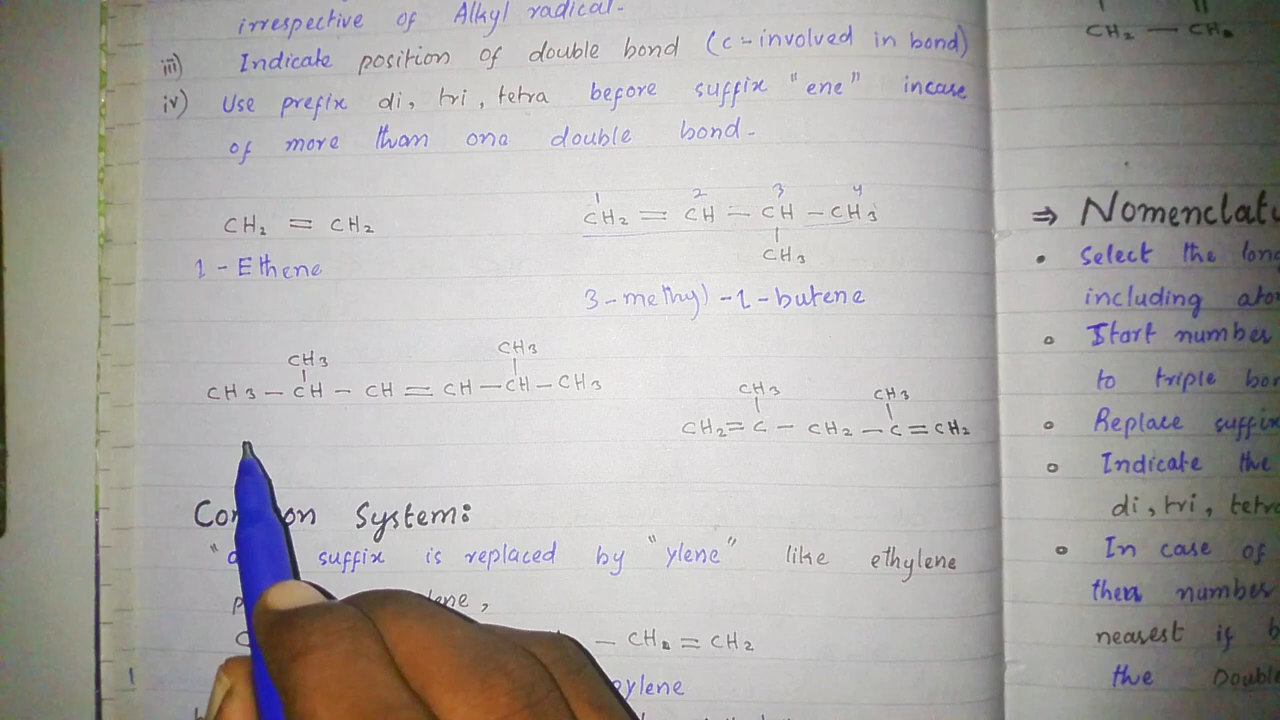 irrespective of Alkyl radical-
iii) Indicate position of double bond (c-involved in bond)
iv) Use prefix di, tri, tetra before suffix "ene" incase
of more than one double bond-
CH2 = CH2
1-Ethene
1 2 3 4
CH2 = CH - CH - CH3
CH3
3-methyl-1-butene
CH3 CH3
CH3 - CH - CH = CH - CH - CH3
CH3 CH3
CH2 = C - CH2 - C = CH2
System:
suffix is replaced by "ylene" like ethylene
- CH = CH2
CH2 - CH
⇒ Nomenclat
• Select the lon
including ato
• Start number
to triple bon
• Replace suffix
• Indicate the
di, tri, tetr
• In case of
then number
nearest if b
the Doubl